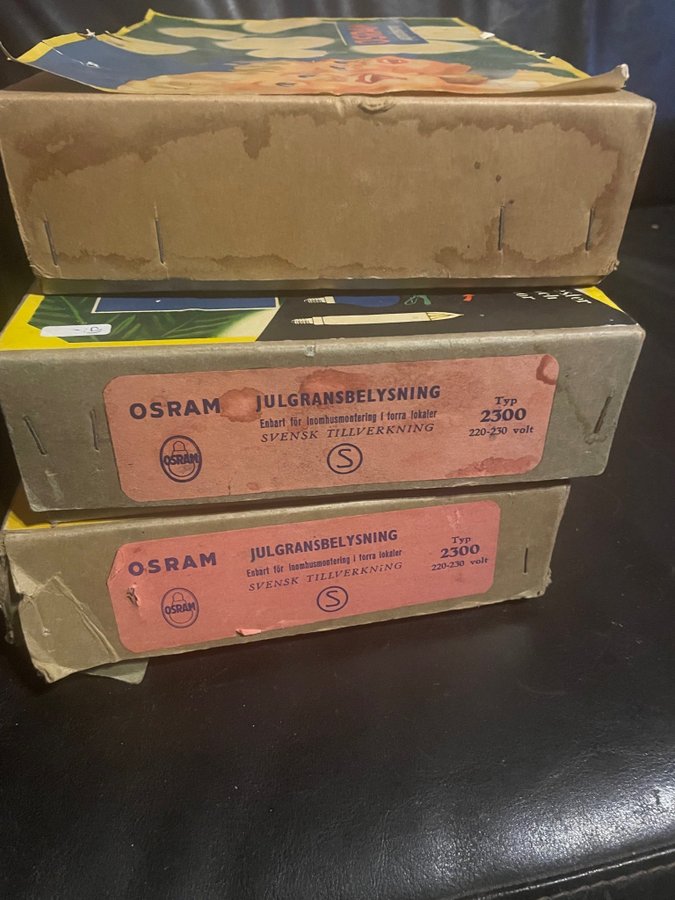 OSRAM
JULGRANSBELYSNING
Enbart för inomhusmontering i torra lokaler
SVENSK TILLVERKNING
S
OSRAM
Typ
2300
220-230 volt
OSRAM
JULGRANSBELYSNING
Enbart för inomhusmontering i torra lokaler
SVENSK TILLVERKNING
S
OSRAM
Typ
2300
220-230 volt